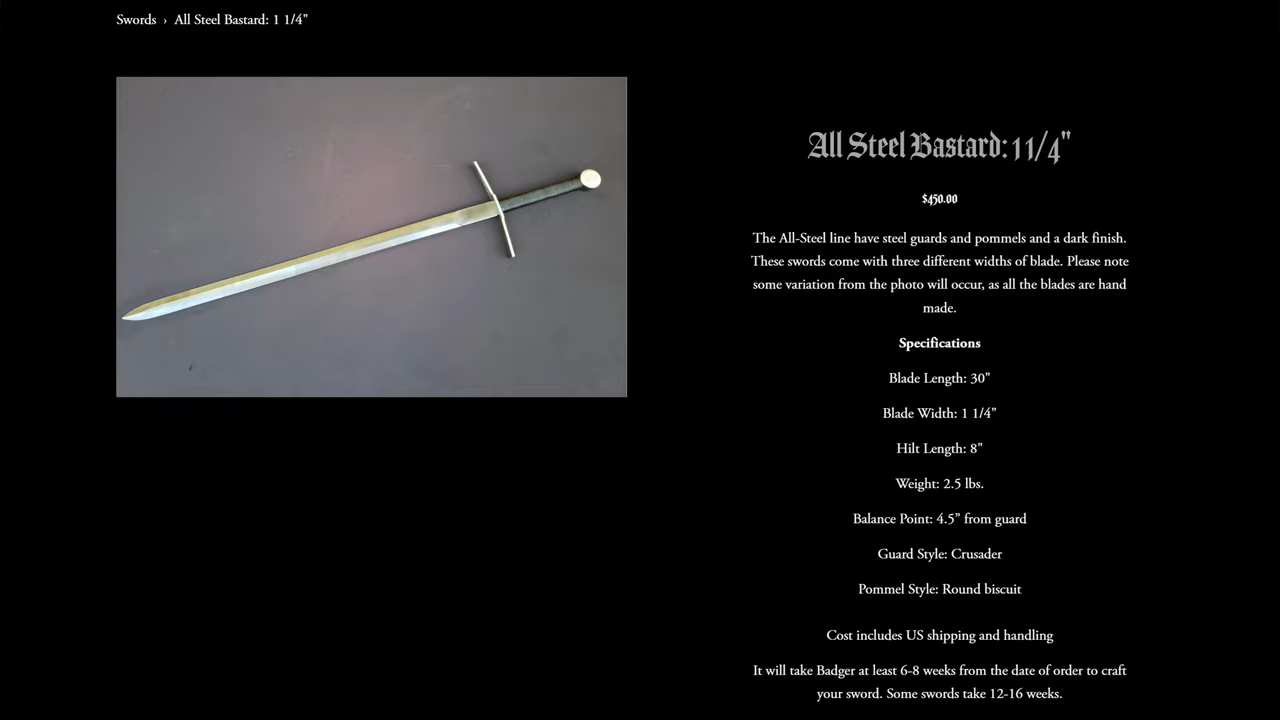 Swords › All Steel Bastard: 1 1/4"
All Steel Bastard: 1 1/4"
$450.00
The All-Steel line have steel guards and pommels and a dark finish.
These swords come with three different widths of blade. Please note
some variation from the photo will occur, as all the blades are hand
made.
Specifications
Blade Length: 30"
Blade Width: 1 1/4"
Hilt Length: 8"
Weight: 2.5 lbs.
Balance Point: 4.5” from guard
Guard Style: Crusader
Pommel Style: Round biscuit
Cost includes US shipping and handling
It will take Badger at least 6-8 weeks from the date of order to craft
your sword. Some swords take 12-16 weeks.